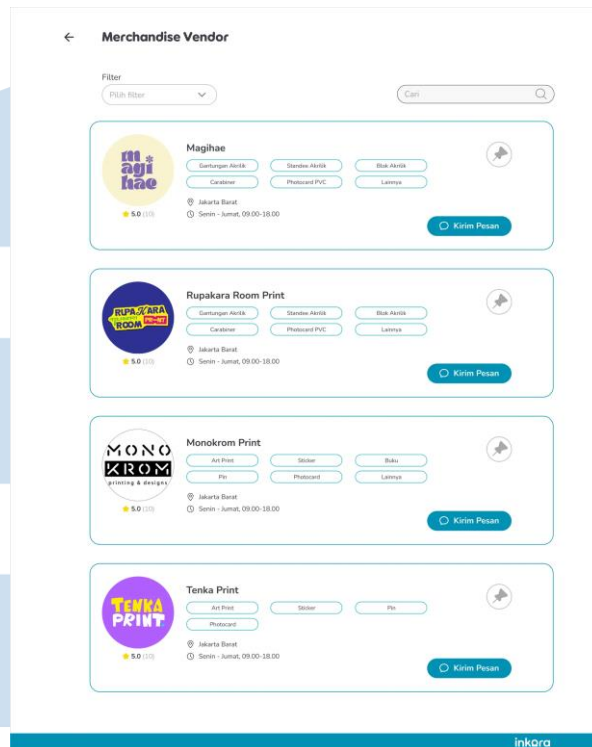 Merchandise Vendor
Filter
Pilih filter
Cari
magi
hae
Magihae
Gantungan Akrilik
Standee Akrilik
Blok Akrilik
Carabiner
Photocard PVC
Lainnya
Jakarta Barat
5.0 (10)
Senin - Jumat, 09.00-18.00
Kirim Pesan
RUPAKARA
ROOM PRINT
Rupakara Room Print
Gantungan Akrilik
Standee Akrilik
Blok Akrilik
Carabiner
Photocard PVC
Lainnya
Jakarta Barat
5.0 (10)
Senin - Jumat, 09.00-18.00
Kirim Pesan
MONO
KROM
printing & designs
Monokrom Print
Art Print
Sticker
Buku
Pin
Photocard
Lainnya
Jakarta Barat
5.0 (10)
Senin - Jumat, 09.00-18.00
Kirim Pesan
TENKA
PRINT
Tenka Print
Art Print
Sticker
Pin
Photocard
Jakarta Barat
5.0 (10)
Senin - Jumat, 09.00-18.00
Kirim Pesan
inkora